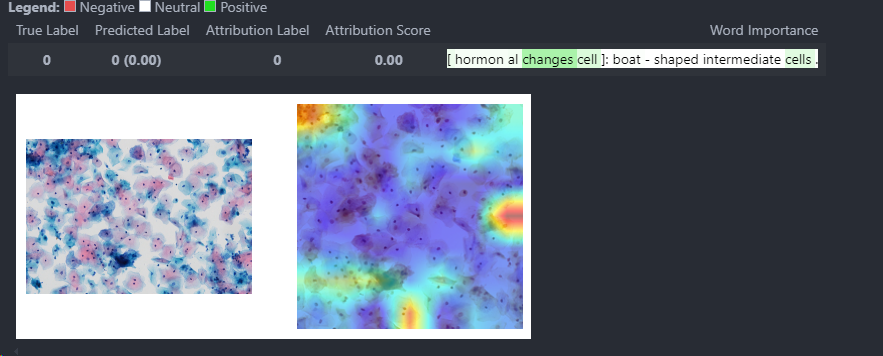 Legend: Negative Neutral Positive
True Label Predicted Label Attribution Label Attribution Score Word Importance
0 0 (0.00) 0 0.00 [ hormon al changes cell ]: boat - shaped intermediate cells .